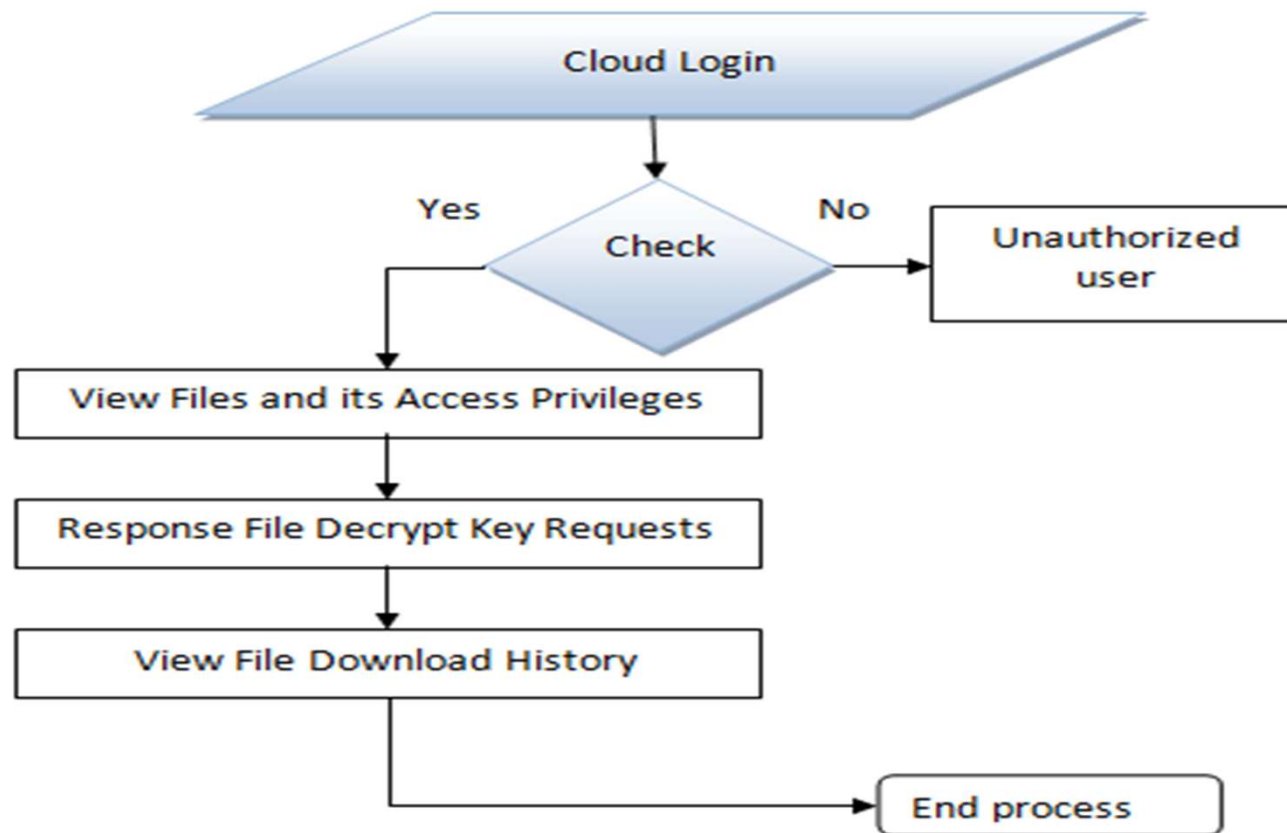 Cloud Login
Yes
No
Check
Unauthorized
user
View Files and its Access Privileges
Response File Decrypt Key Requests
View File Download History
End process